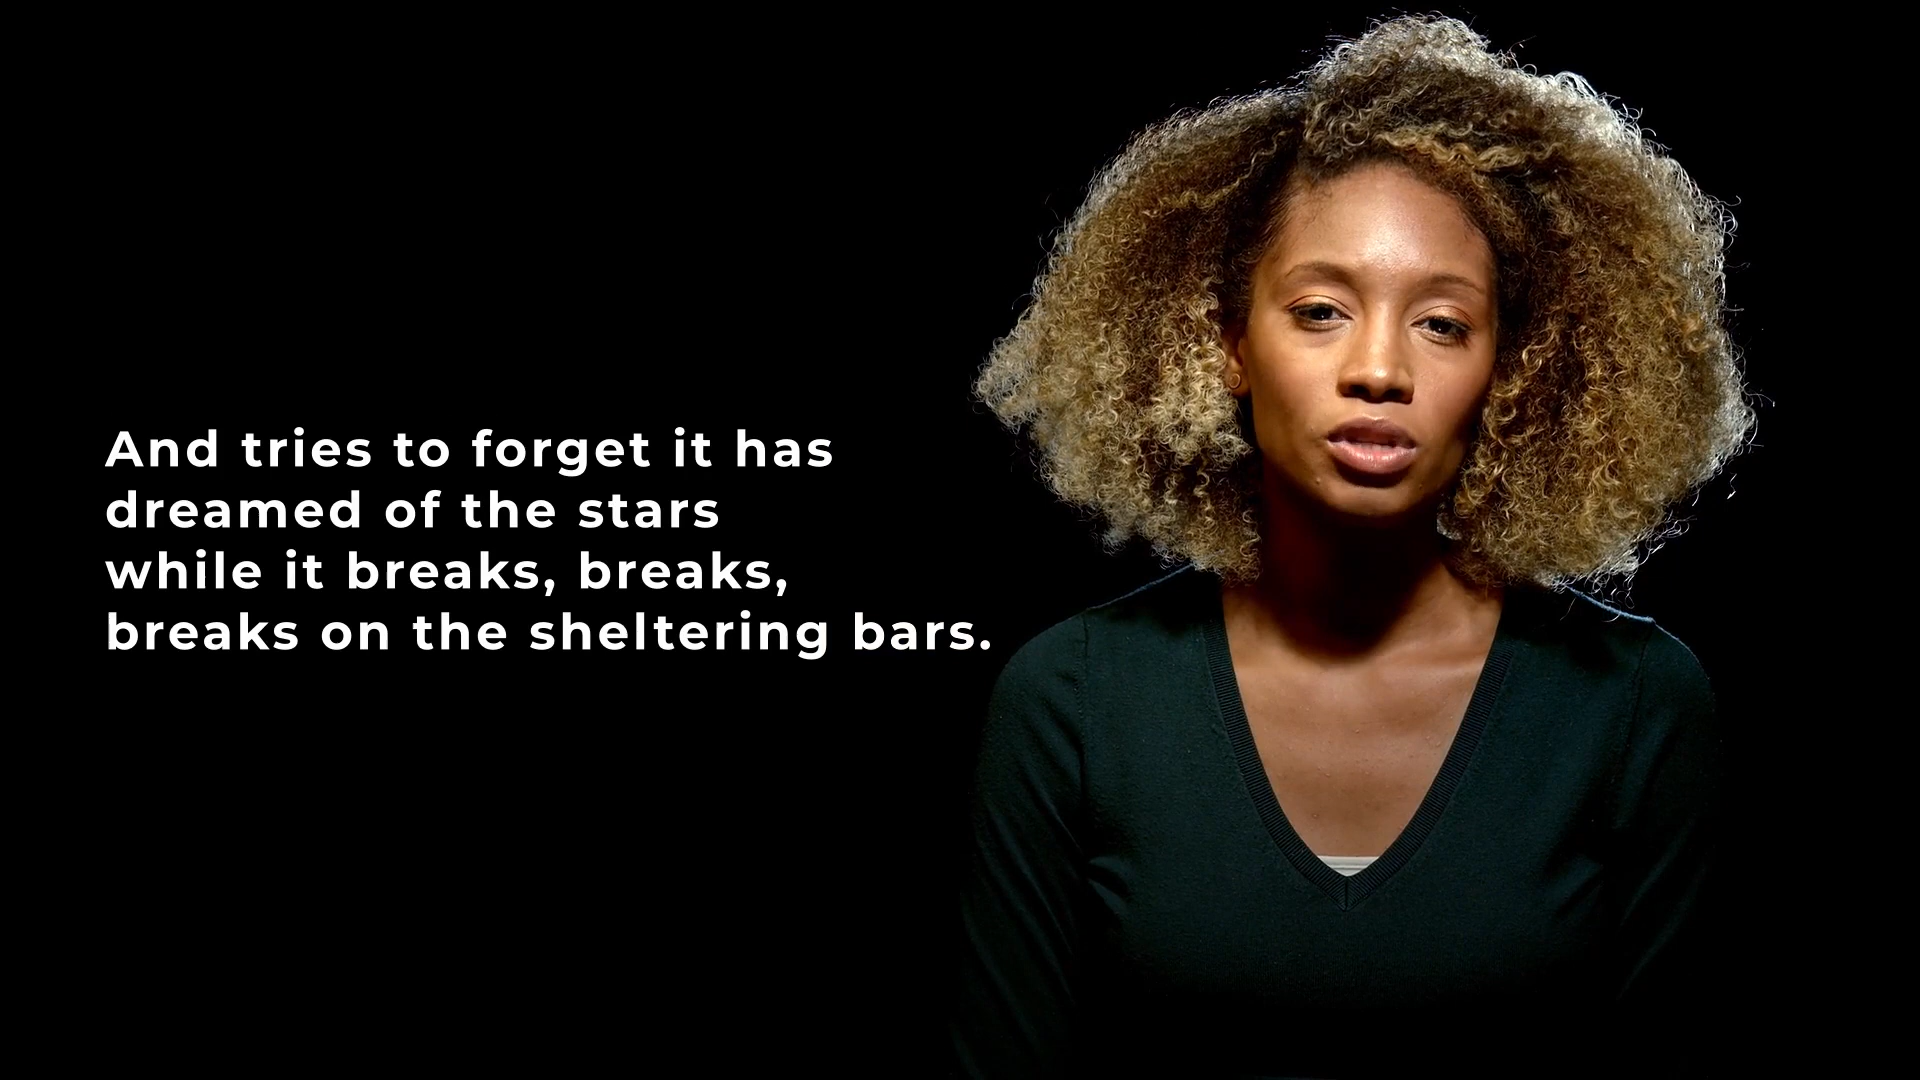 And tries to forget it has
dreamed of the stars
while it breaks, breaks,
breaks on the sheltering bars.